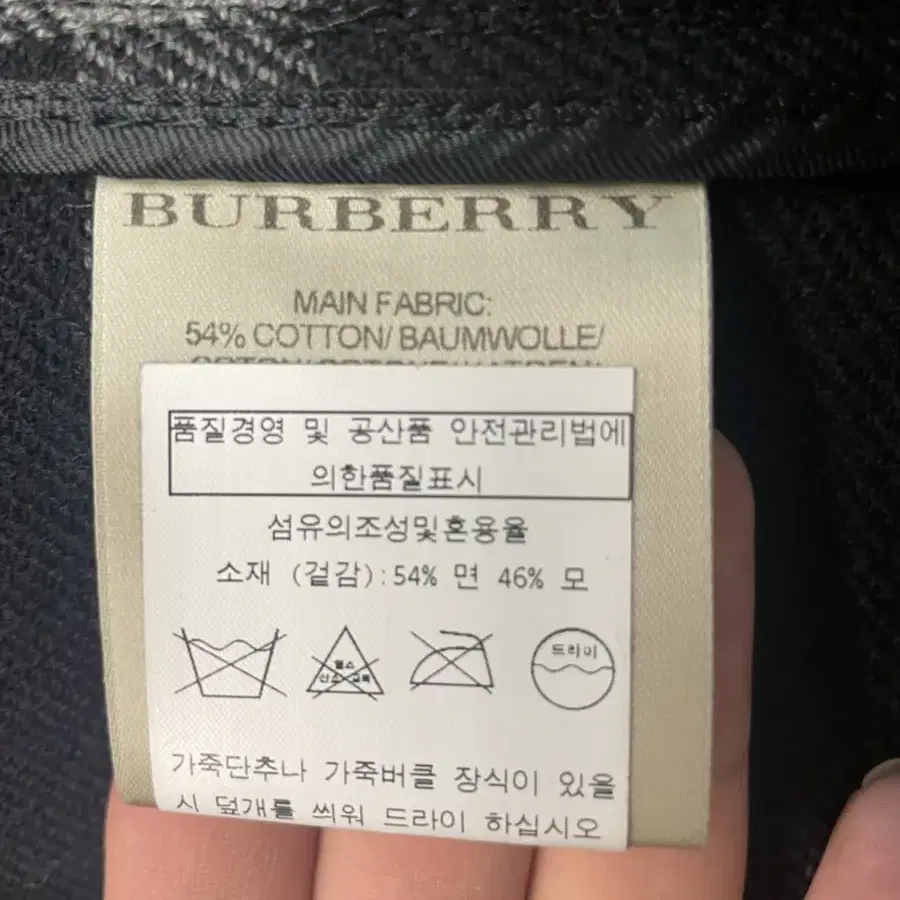 BURBERRY
MAIN FABRIC:
54% COTTON/ BAUMWOLLE/
품질경영 및 공산품 안전관리법에
의한품질표시
섬유의조성및혼용율
소재 (겉감):54% 면 46% 모
드라이
가죽단추나 가죽버클 장식이 있을
시 덮개를 씌워 드라이 하십시오